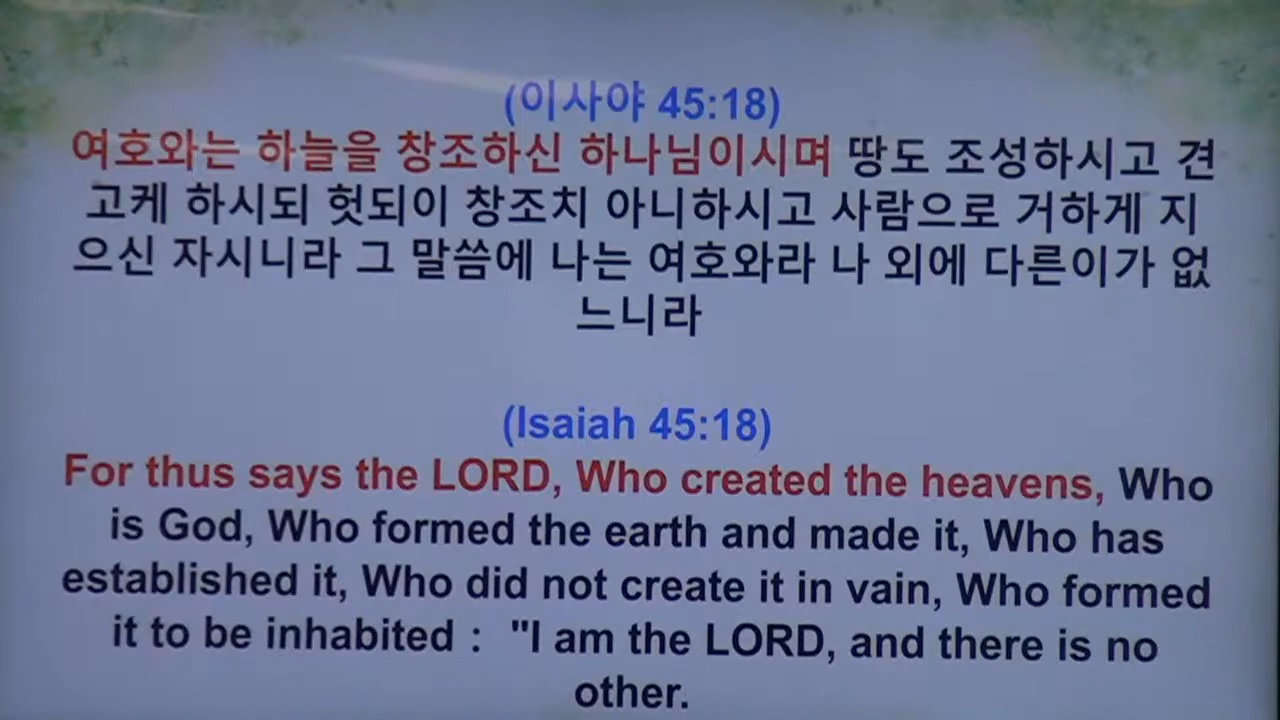 (이사야 45:18)
여호와는 하늘을 창조하신 하나님이시며 땅도 조성하시고 견
고케 하시되 헛되이 창조치 아니하시고 사람으로 거하게 지
으신 자시니라 그 말씀에 나는 여호와라 나 외에 다른이가 없
느니라
(Isaiah 45:18)
For thus says the LORD, Who created the heavens, Who
is God, Who formed the earth and made it, Who has
established it, Who did not create it in vain, Who formed
it to be inhabited : "I am the LORD, and there is no
other.